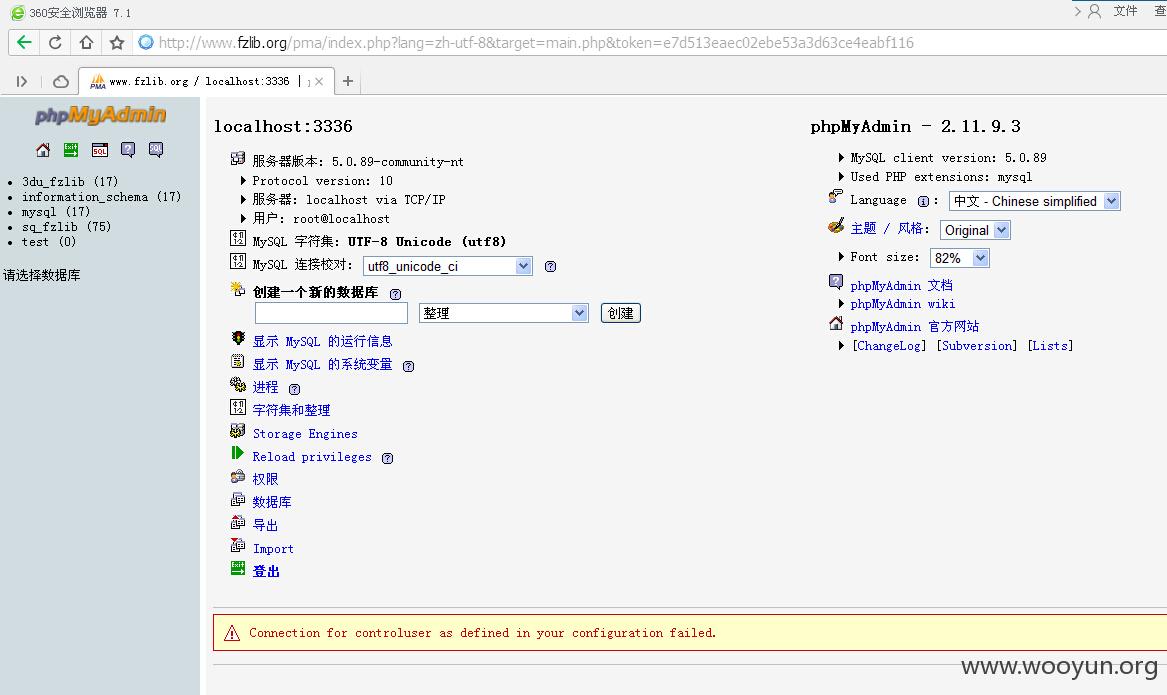 360安全浏览器 7.1
文件 查
http://www.fzlib.org/pma/index.php?lang=zh-utf-8&target=main.php&token=e7d513eaec02ebe53a3d63ce4eabf116
www.fzlib.org / localhost:3336 |
phpMyAdmin
3du_fzlib (17)
information_schema (17)
mysql (17)
sq_fzlib (75)
test (0)
请选择数据库
localhost:3336
服务器版本: 5.0.89-community-nt
Protocol version: 10
服务器: localhost via TCP/IP
用户: root@localhost
MySQL 字符集: UTF-8 Unicode (utf8)
MySQL 连接校对: utf8_unicode_ci
创建一个新的数据库
整理 创建
显示 MySQL 的运行信息
显示 MySQL 的系统变量
进程
字符集和整理
Storage Engines
Reload privileges
权限
数据库
导出
Import
登出
phpMyAdmin - 2.11.9.3
MySQL client version: 5.0.89
Used PHP extensions: mysql
Language : 中文 - Chinese simplified
主题 / 风格: Original
Font size: 82%
phpMyAdmin 文档
phpMyAdmin wiki
phpMyAdmin 官方网站
[ChangeLog] [Subversion] [Lists]
Connection for controluser as defined in your configuration failed.
www.wooyun.org